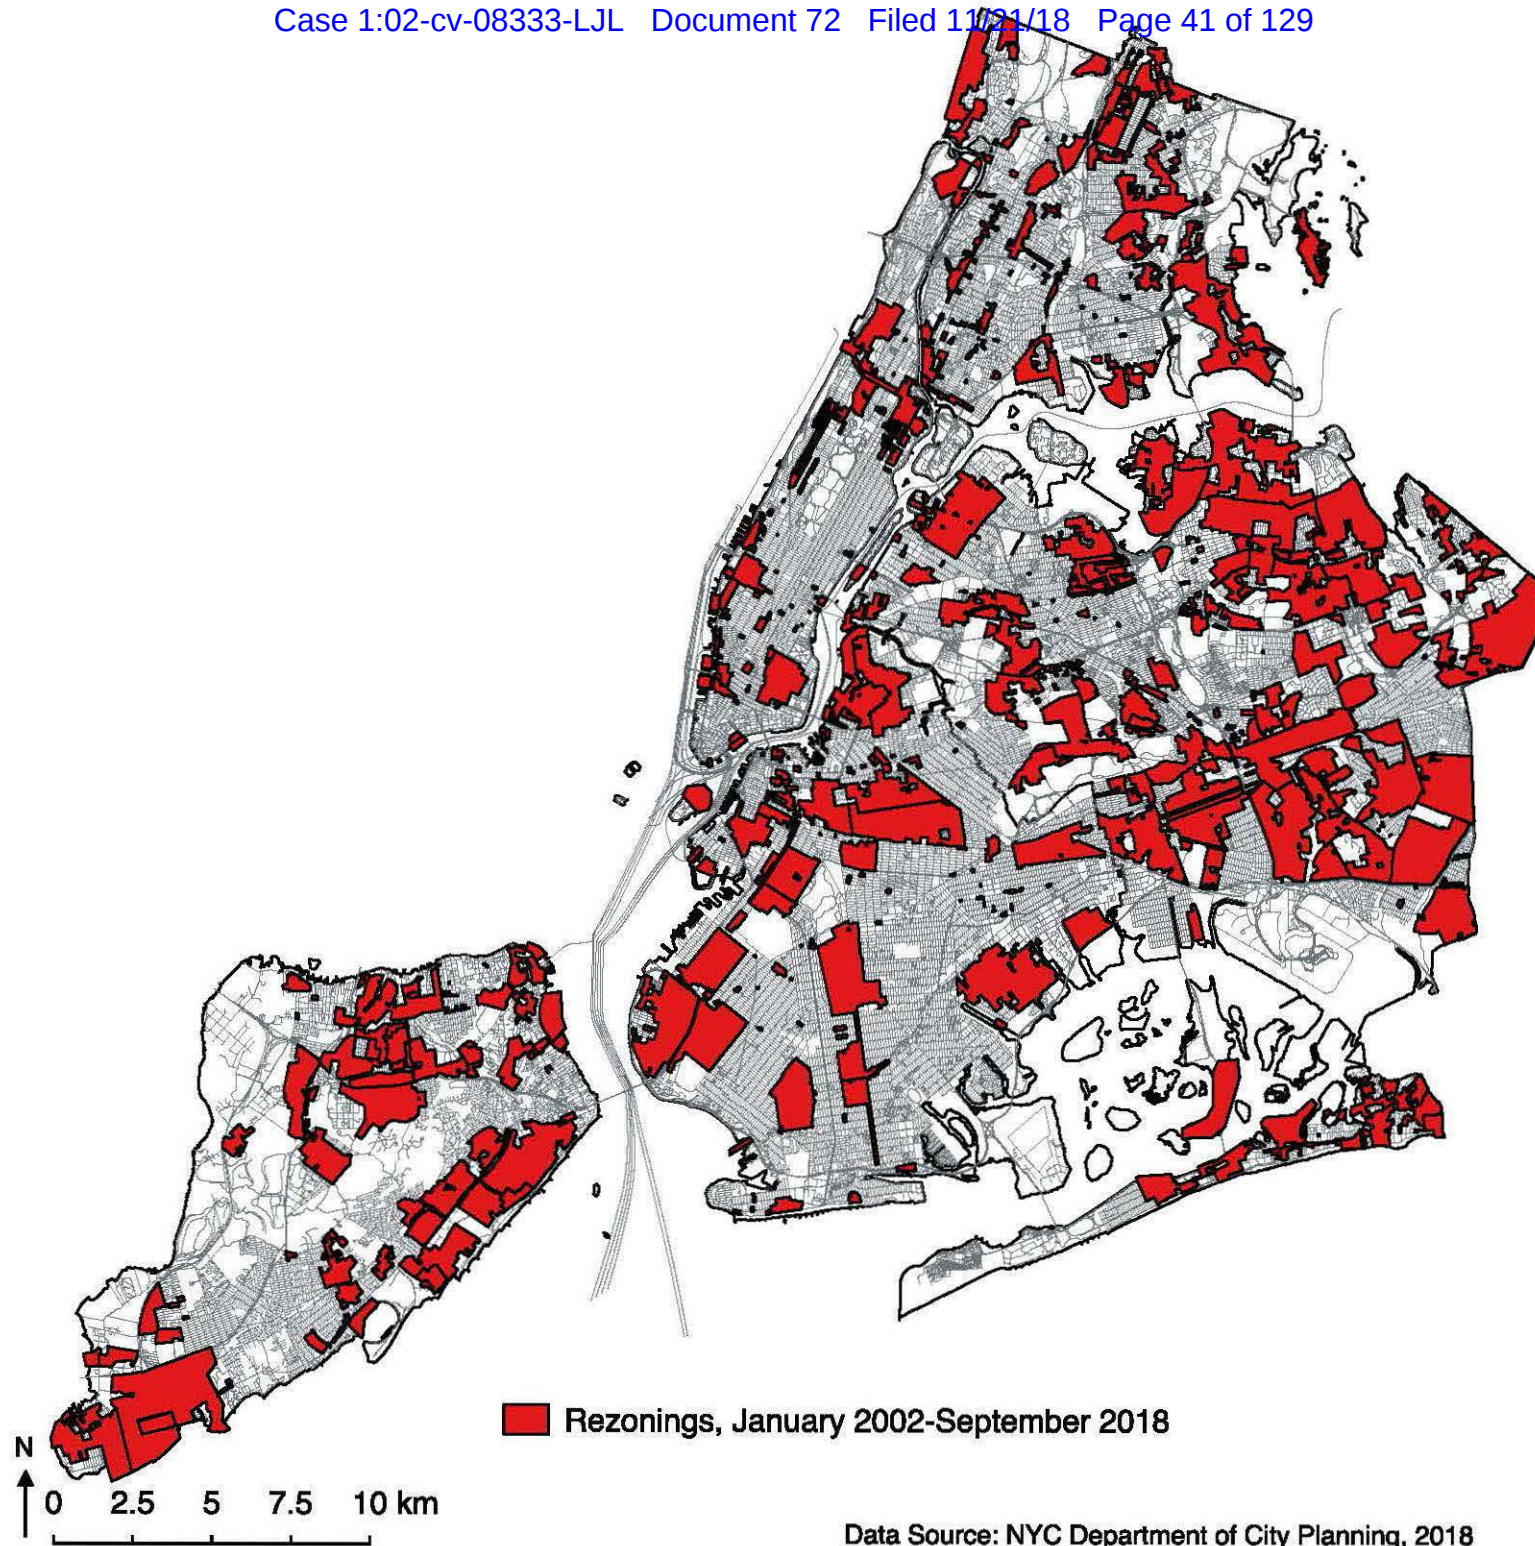 Case 1:02-cv-08333-LJL Document 72 Filed 11/21/18 Page 41 of 129
Rezonings, January 2002-September 2018
N
0 2.5 5 7.5 10 km
Data Source: NYC Department of City Planning, 2018